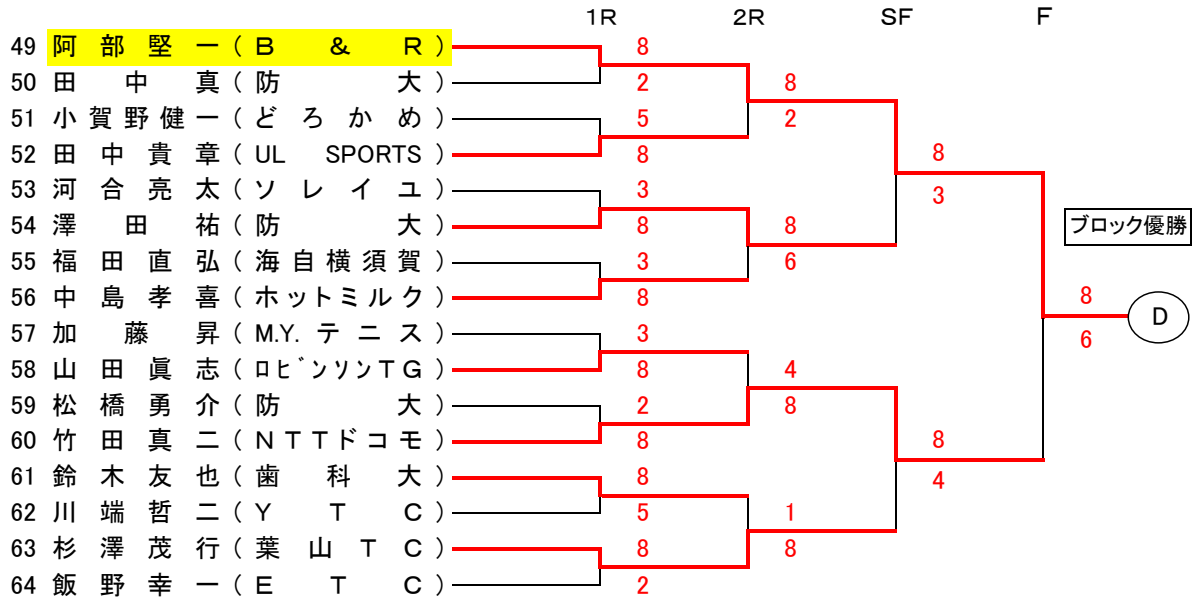 1R 2R SF F
49 阿部堅一(B & R) 8
50 田中真(防大) 2 8
51 小賀野健一(どろかめ) 5 2
52 田中貴章(UL SPORTS) 8 8
53 河合亮太(ソレイユ) 3 3
54 澤田祐(防大) 8 8 ブロック優勝
55 福田直弘(海自横須賀) 3 6
56 中島孝喜(ホットミルク) 8 8 D
57 加藤昇(M.Y.テニス) 3 6
58 山田眞志(ロビンソンTG) 8 4
59 松橋勇介(防大) 2 8
60 竹田真二(NTTドコモ) 8 8
61 鈴木友也(歯科大) 8 4
62 川端哲二(YTC) 5 1
63 杉澤茂行(葉山TC) 8 8
64 飯野幸一(ETC) 2